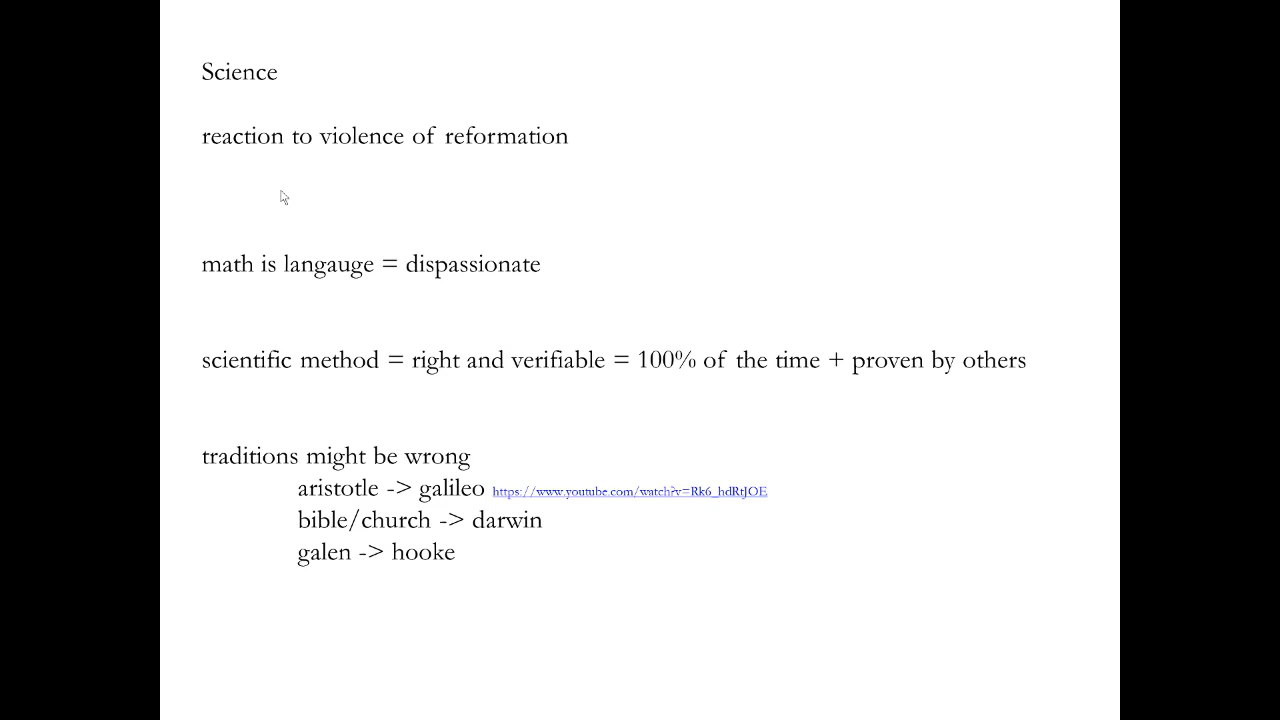 Science
reaction to violence of reformation
math is langauge = dispassionate
scientific method = right and verifiable = 100% of the time + proven by others
traditions might be wrong
aristotle -> galileo https://www.youtube.com/watch?v=Rk6_hdRtJOE
bible/church -> darwin
galen -> hooke